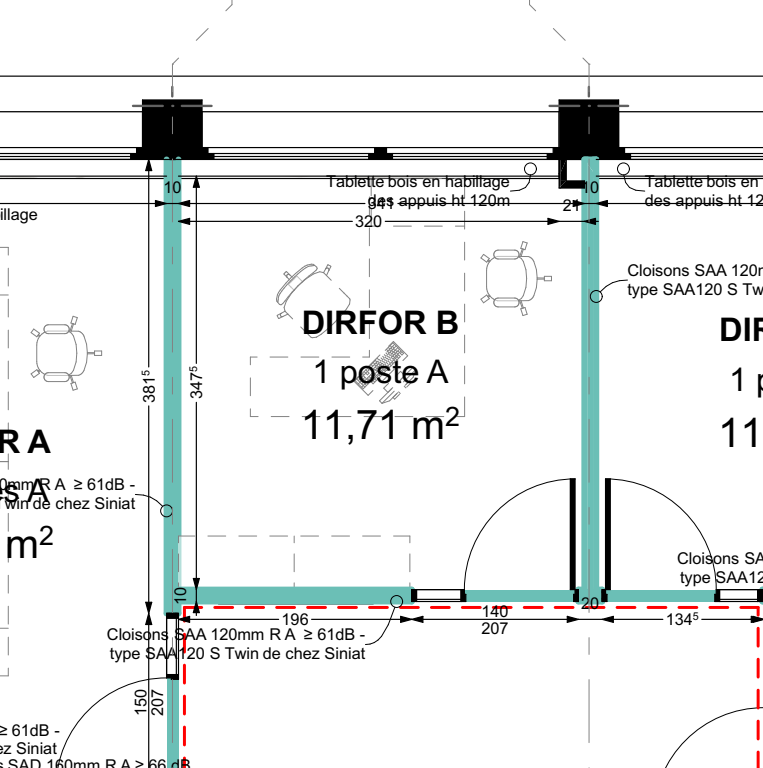 Tablette bois en habillage
des appuis ht 120m
Tablette bois en
des appuis ht 12
illage
10
341
10
21
320
Cloisons SAA 120m
type SAA120 S Tw
DIRFOR B
1 poste A
11,71 m²
DIR
1 p
11
381⁵
347⁵
R A
s A
m²
0mm R A ≥ 61dB -
Twin de chez Siniat
Cloisons SA
type SAA12
10
20
196
140
207
134⁵
Cloisons SAA 120mm R A ≥ 61dB -
type SAA120 S Twin de chez Siniat
150
207
≥ 61dB -
ez Siniat
s SAD 160mm R A ≥ 66 dB